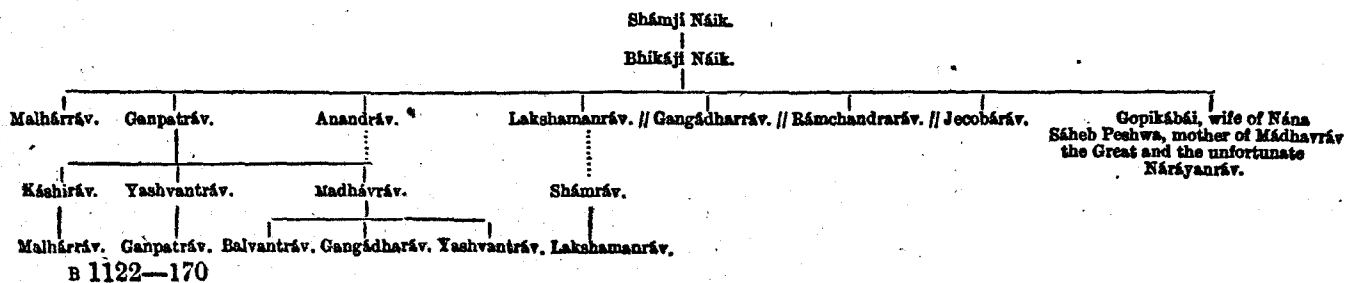 Shámji Náik.
Bhikáji Náik.
Malhárráv. Ganpatráv. Anandráv. Lakshamanráv. // Gangádharráv. // Rámchandraráv. // Jecobáráv. Gopikábái, wife of Nána
Sáheb Peshwa, mother of Mádhavráv
the Great and the unfortunate
Náráyanráv.
Káshiráv. Yashvantráv. Madhávráv. Shámráv.
Malhárráv. Ganpatráv. Balvantráv. Gangádharáv. Yashvantráv. Lakshamanráv.
B 1122—170